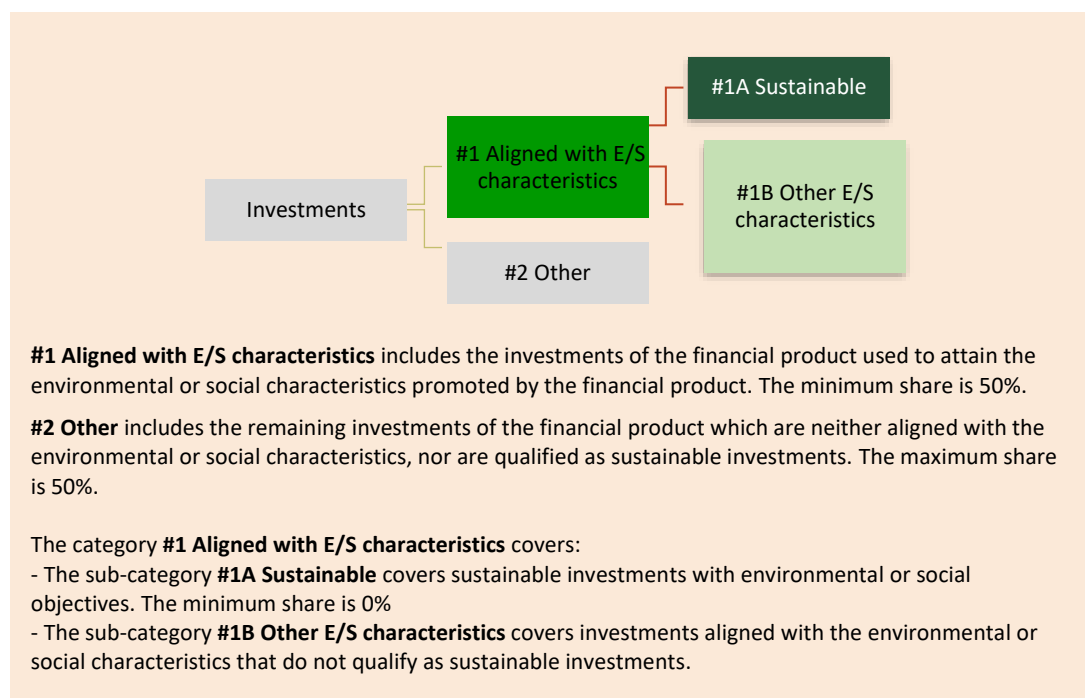 #1A Sustainable
#1 Aligned with E/S
characteristics
#1B Other E/S
characteristics
Investments
#2 Other
#1 Aligned with E/S characteristics includes the investments of the financial product used to attain the
environmental or social characteristics promoted by the financial product. The minimum share is 50%.
#2 Other includes the remaining investments of the financial product which are neither aligned with the
environmental or social characteristics, nor are qualified as sustainable investments. The maximum share
is 50%.
The category #1 Aligned with E/S characteristics covers:
- The sub-category #1A Sustainable covers sustainable investments with environmental or social
objectives. The minimum share is 0%
- The sub-category #1B Other E/S characteristics covers investments aligned with the environmental or
social characteristics that do not qualify as sustainable investments.